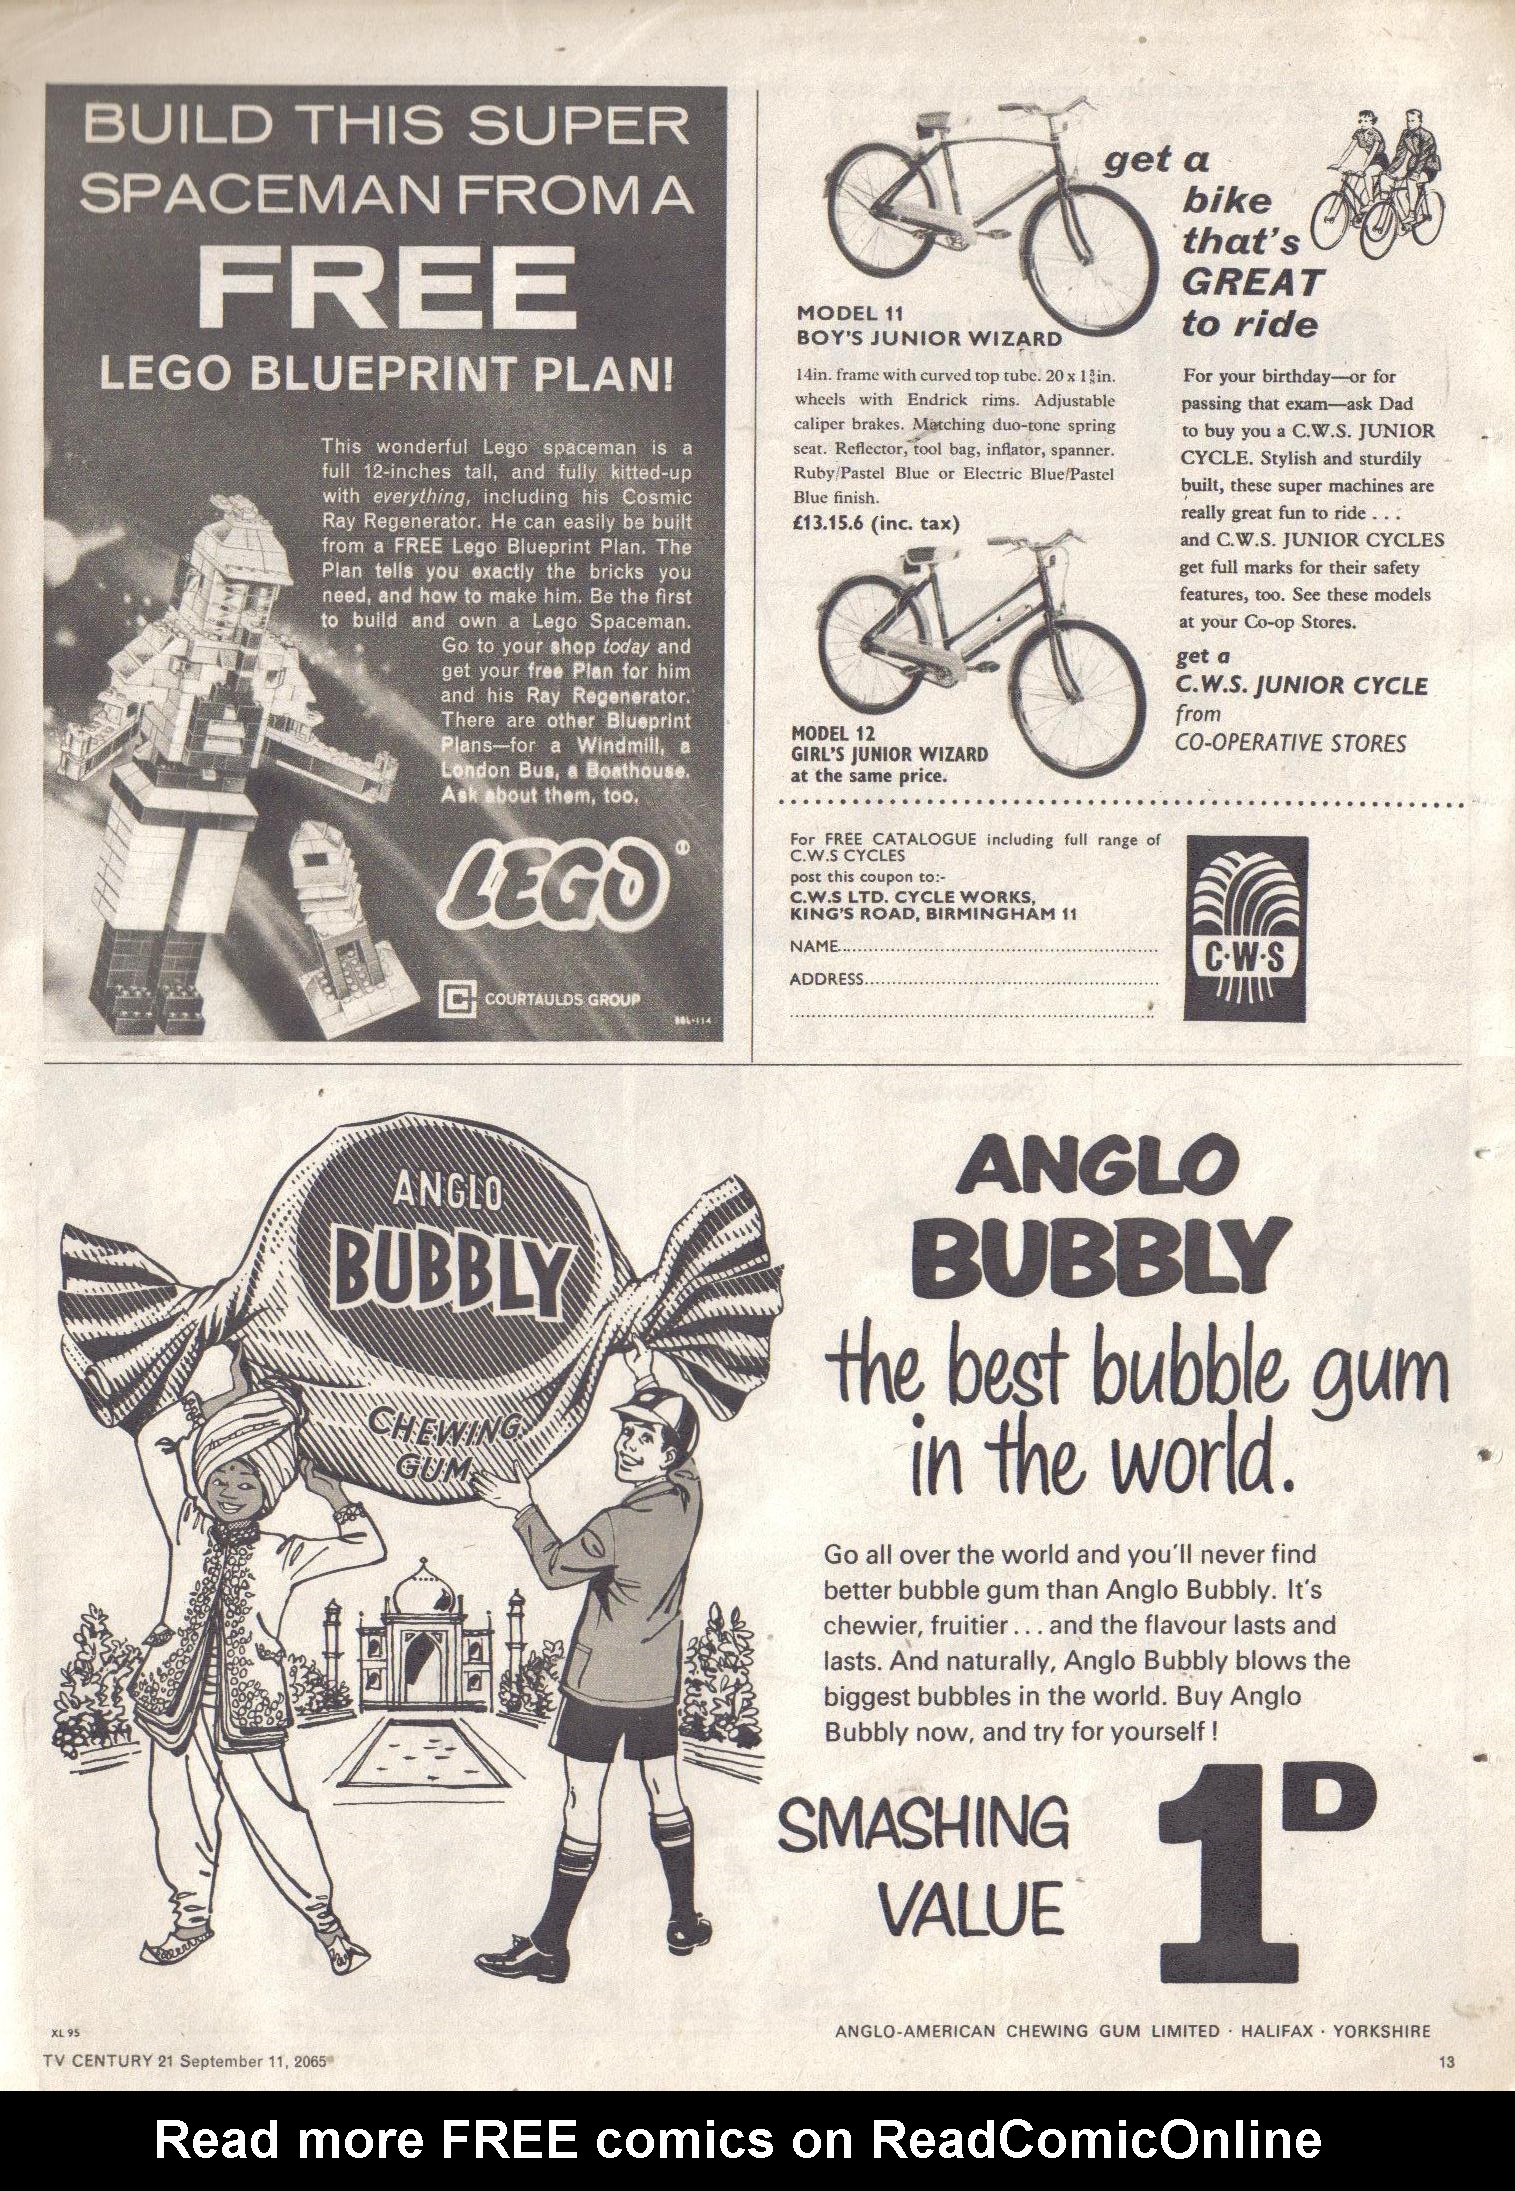 BUILD THIS SUPER
SPACEMAN FROM A
FREE
LEGO BLUEPRINT PLAN!
This wonderful Lego spaceman is a
full 12-inches tall, and fully kitted-up
with everything, including his Cosmic
Ray Regenerator. He can easily be built
from a FREE Lego Blueprint Plan. The
Plan tells you exactly the bricks you
need, and how to make him. Be the first
to build and own a Lego Spaceman.
Go to your shop today and
get your free Plan for him
and his Ray Regenerator.
There are other Blueprint
Plans—for a Windmill, a
London Bus, a Boathouse.
Ask about them, too.
LEGO
COURTAULDS GROUP
get a
bike
that's
GREAT
to ride
MODEL 11
BOY'S JUNIOR WIZARD
14in. frame with curved top tube. 20 x 1⅜in.
wheels with Endrick rims. Adjustable
caliper brakes. Matching duo-tone spring
seat. Reflector, tool bag, inflator, spanner.
Ruby/Pastel Blue or Electric Blue/Pastel
Blue finish.
£13.15.6 (inc. tax)
MODEL 12
GIRL'S JUNIOR WIZARD
at the same price.
For your birthday—or for
passing that exam—ask Dad
to buy you a C.W.S. JUNIOR
CYCLE. Stylish and sturdily
built, these super machines are
really great fun to ride . . .
and C.W.S. JUNIOR CYCLES
get full marks for their safety
features, too. See these models
at your Co-op Stores.
get a
C.W.S. JUNIOR CYCLE
from
CO-OPERATIVE STORES
For FREE CATALOGUE including full range of
C.W.S CYCLES
post this coupon to:-
C.W.S LTD. CYCLE WORKS,
KING'S ROAD, BIRMINGHAM 11
NAME
ADDRESS
C·W·S
ANGLO
BUBBLY
CHEWING
GUM
ANGLO
BUBBLY
the best bubble gum
in the world.
Go all over the world and you'll never find
better bubble gum than Anglo Bubbly. It's
chewier, fruitier . . . and the flavour lasts and
lasts. And naturally, Anglo Bubbly blows the
biggest bubbles in the world. Buy Anglo
Bubbly now, and try for yourself !
SMASHING
VALUE
1D
XL 95
ANGLO-AMERICAN CHEWING GUM LIMITED · HALIFAX · YORKSHIRE
TV CENTURY 21 September 11, 2065
13
Read more FREE comics on ReadComicOnline